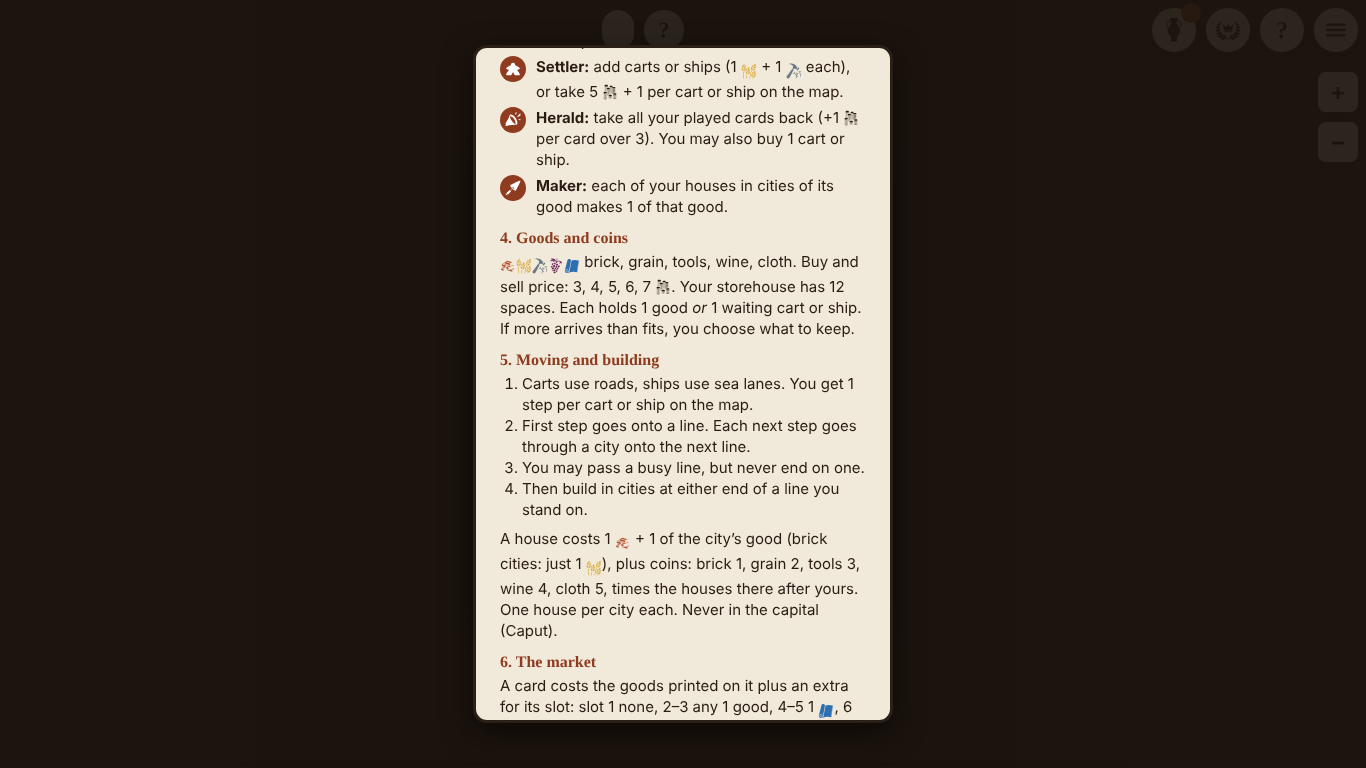 ?
?
Settler: add carts or ships (1 + 1 each),
or take 5 + 1 per cart or ship on the map.
Herald: take all your played cards back (+1
per card over 3). You may also buy 1 cart or
ship.
Maker: each of your houses in cities of its
good makes 1 of that good.
4. Goods and coins
brick, grain, tools, wine, cloth. Buy and
sell price: 3, 4, 5, 6, 7 . Your storehouse has 12
spaces. Each holds 1 good or 1 waiting cart or ship.
If more arrives than fits, you choose what to keep.
5. Moving and building
1. Carts use roads, ships use sea lanes. You get 1
step per cart or ship on the map.
2. First step goes onto a line. Each next step goes
through a city onto the next line.
3. You may pass a busy line, but never end on one.
4. Then build in cities at either end of a line you
stand on.
A house costs 1 + 1 of the city’s good (brick
cities: just 1 ), plus coins: brick 1, grain 2, tools 3,
wine 4, cloth 5, times the houses there after yours.
One house per city each. Never in the capital
(Caput).
6. The market
A card costs the goods printed on it plus an extra
for its slot: slot 1 none, 2–3 any 1 good, 4–5 1 , 6
+
−